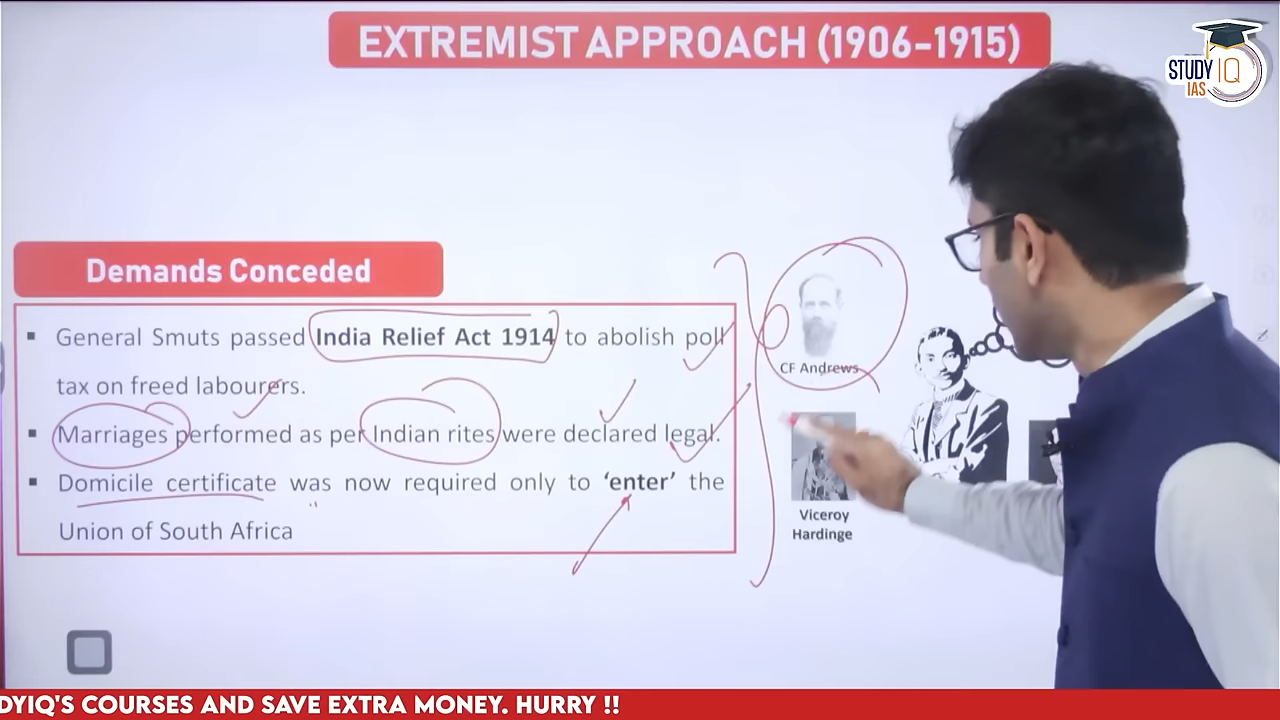 EXTREMIST APPROACH (1906-1915)
STUDY IQ
IAS
Demands Conceded
▪ General Smuts passed India Relief Act 1914 to abolish poll
tax on freed labourers.
▪ Marriages performed as per Indian rites were declared legal.
▪ Domicile certificate was now required only to ‘enter’ the
Union of South Africa
CF Andrews
Viceroy
Hardinge
DYIQ'S COURSES AND SAVE EXTRA MONEY. HURRY !!